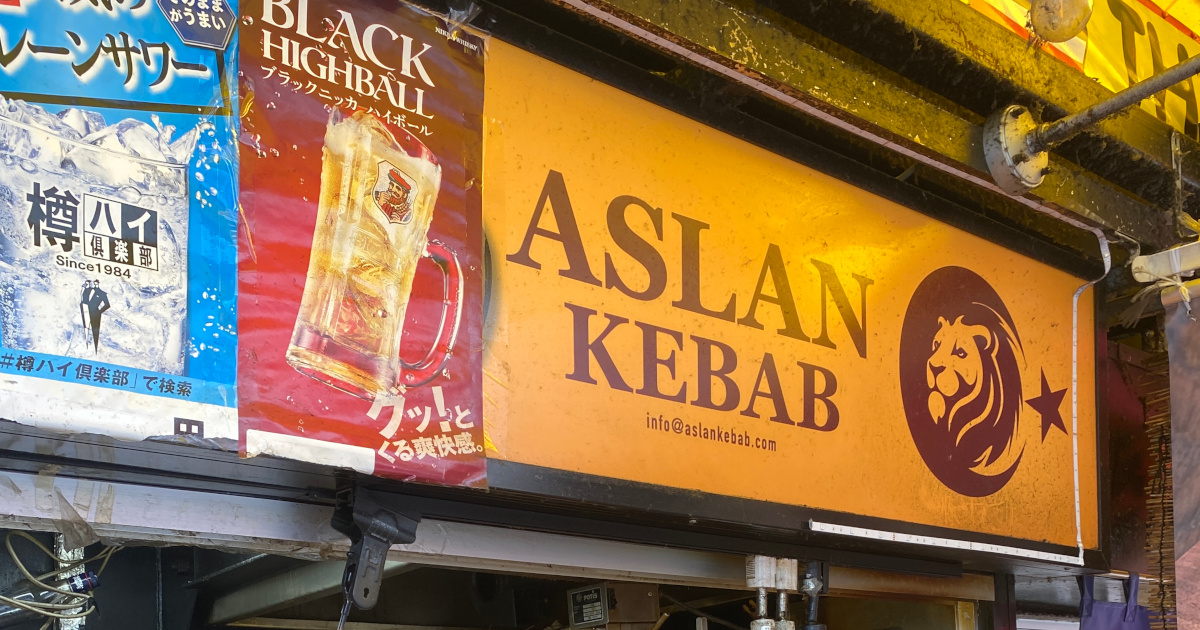 がうまい
レーンサワー
樽ハイ
倶楽部
Since1984
#樽ハイ倶楽部」で検索
BLACK
HIGHBALL
ブラックニッカ ハイボール
グッ!と
くる爽快感。
ASLAN
KEBAB
info@aslankebab.com